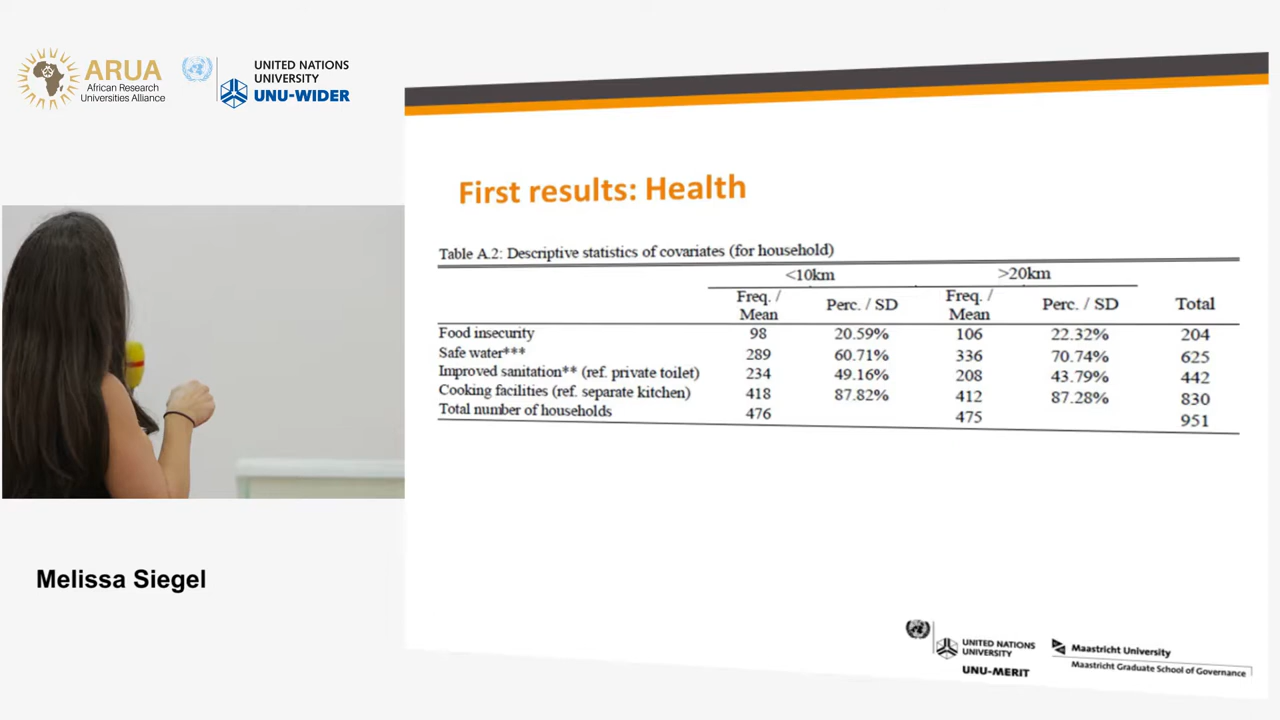 ARUA
African Research
Universities Alliance
UNITED NATIONS
UNIVERSITY
UNU-WIDER
First results: Health
Table A.2: Descriptive statistics of covariates (for household)
<10km >20km
Freq. / Mean Perc. / SD Freq. / Mean Perc. / SD Total
Food insecurity 98 20.59% 106 22.32% 204
Safe water*** 289 60.71% 336 70.74% 625
Improved sanitation** (ref. private toilet) 234 49.16% 208 43.79% 442
Cooking facilities (ref. separate kitchen) 418 87.82% 412 87.28% 830
Total number of households 476 475 951
Melissa Siegel
UNITED NATIONS
UNIVERSITY
UNU-MERIT
Maastricht University
Maastricht Graduate School of Governance